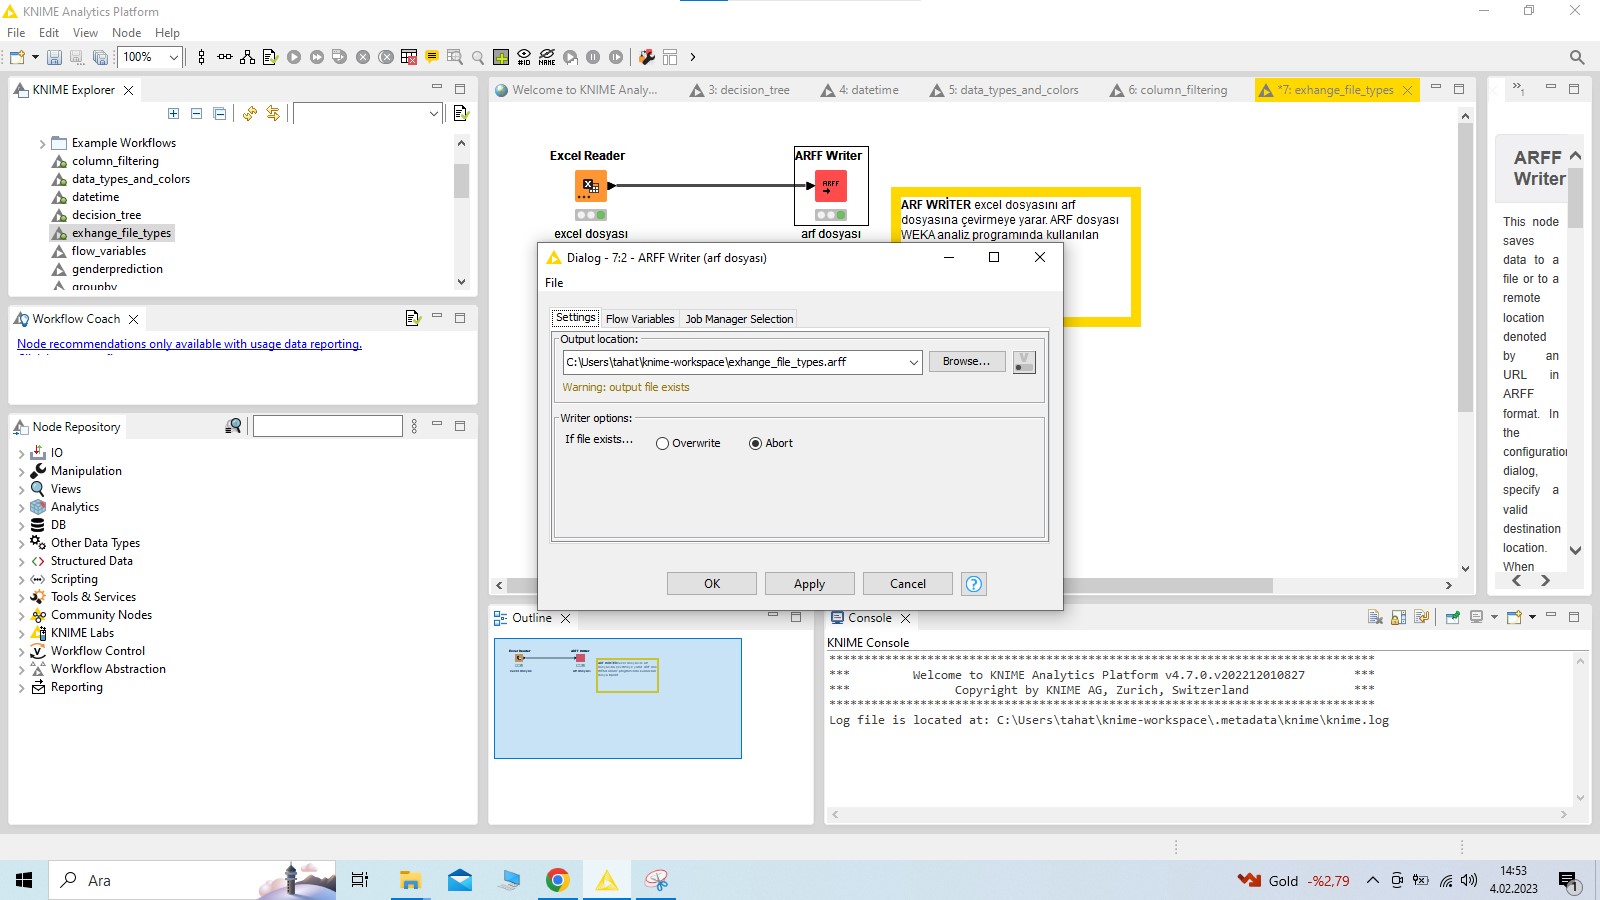 KNIME Analytics Platform
File Edit View Node Help
100%
#ID NAME
KNIME Explorer
Example Workflows
column_filtering
data_types_and_colors
datetime
decision_tree
exhange_file_types
flow_variables
genderprediction
groupby
Workflow Coach
Node recommendations only available with usage data reporting.
Node Repository
IO
Manipulation
Views
Analytics
DB
Other Data Types
Structured Data
Scripting
Tools & Services
Community Nodes
KNIME Labs
Workflow Control
Workflow Abstraction
Reporting
Welcome to KNIME Analy... 3: decision_tree 4: datetime 5: data_types_and_colors 6: column_filtering *7: exhange_file_types
Excel Reader
excel dosyası
ARFF Writer
ARFF
arf dosyası
ARF WRİTER excel dosyasını arf
dosyasına çevirmeye yarar. ARF dosyası
WEKA analiz programında kullanılan
Dialog - 7:2 - ARFF Writer (arf dosyası)
File
Settings Flow Variables Job Manager Selection
Output location:
C:\Users\tahat\knime-workspace\exhange_file_types.arff Browse...
Warning: output file exists
Writer options:
If file exists... Overwrite Abort
OK Apply Cancel
Outline
Console
KNIME Console
********************************************************************************
*** Welcome to KNIME Analytics Platform v4.7.0.v202212010827 ***
*** Copyright by KNIME AG, Zurich, Switzerland ***
********************************************************************************
Log file is located at: C:\Users\tahat\knime-workspace\.metadata\knime\knime.log
1
ARFF
Writer
This node
saves
data to a
file or to a
remote
location
denoted
by an
URL in
ARFF
format. In
the
configuration
dialog,
specify a
valid
destination
location.
When
Ara
Gold -%2,79
14:53
4.02.2023
1